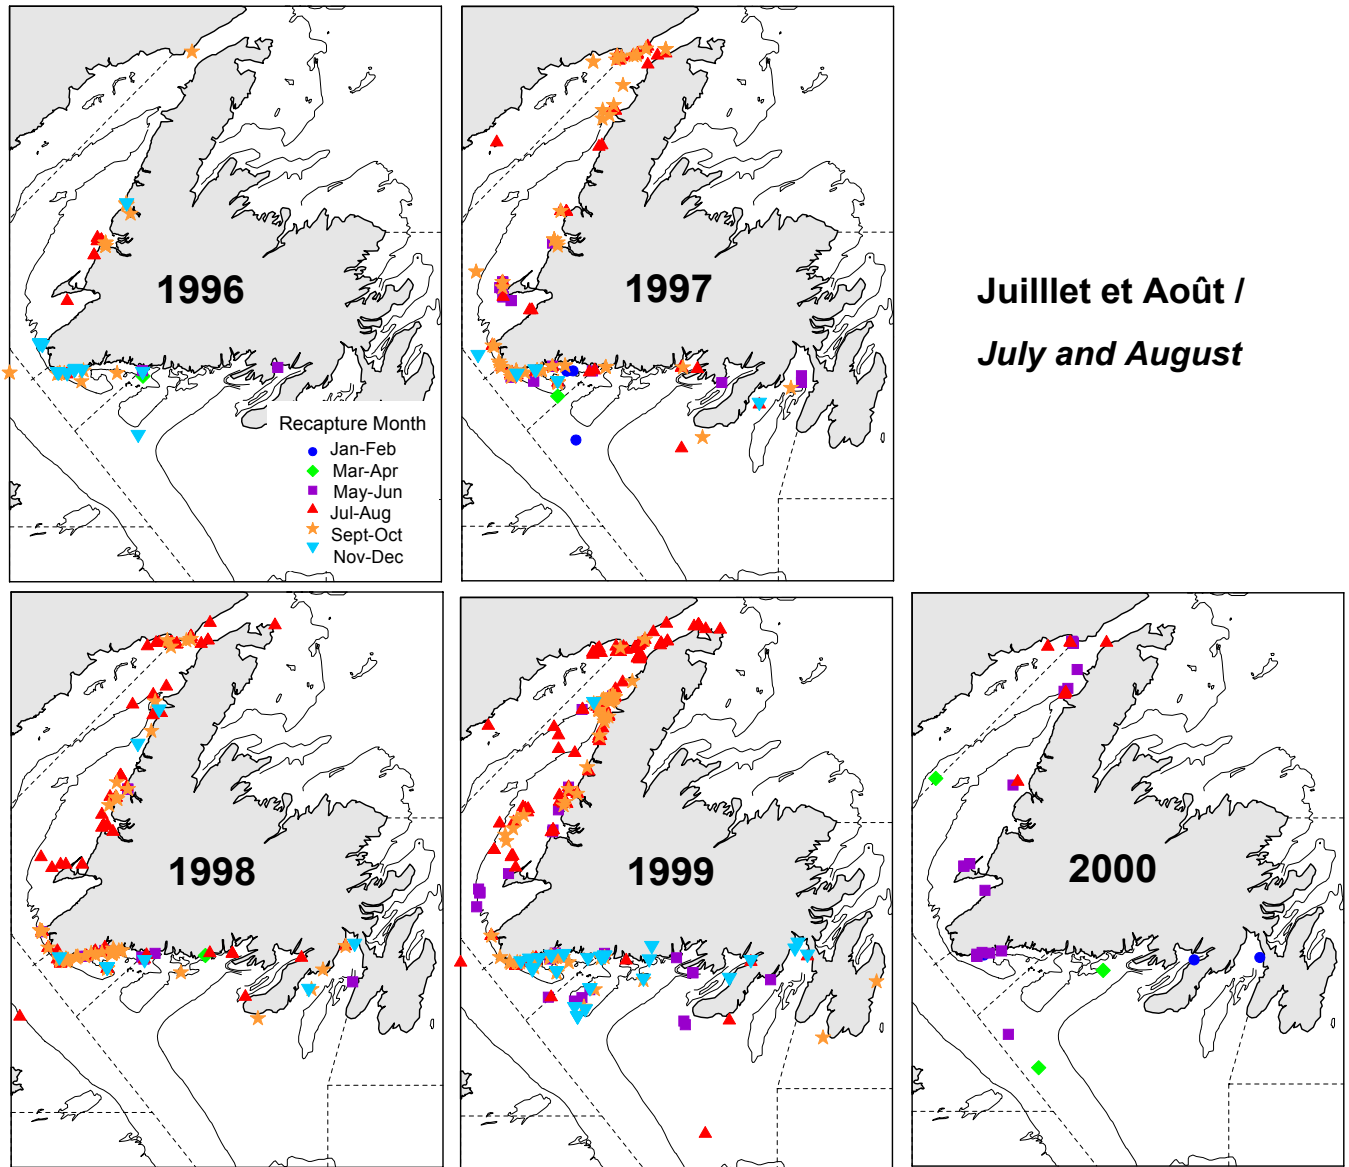 1996
Recapture Month
Jan-Feb
Mar-Apr
May-Jun
Jul-Aug
Sept-Oct
Nov-Dec
1997
Juilllet et Août /
July and August
1998
1999
2000